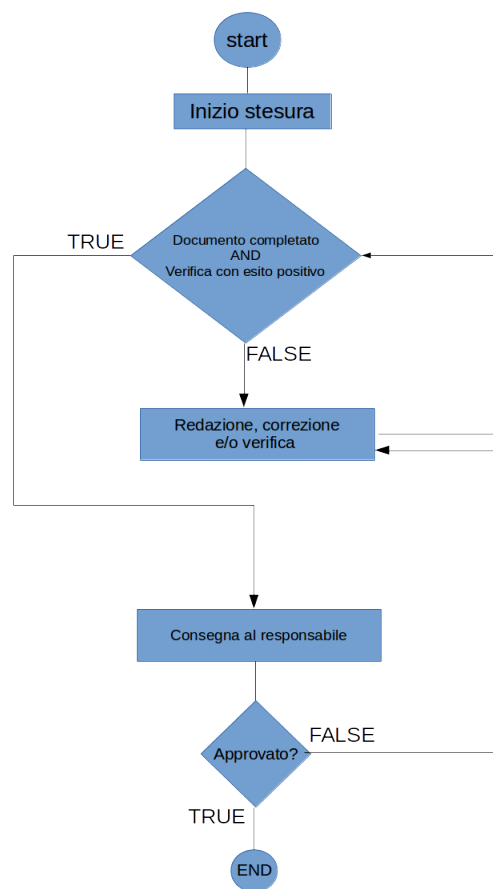 start
Inizio stesura
TRUE
Documento completato
AND
Verifica con esito positivo
FALSE
Redazione, correzione
e/o verifica
Consegna al responsabile
Approvato?
FALSE
TRUE
END